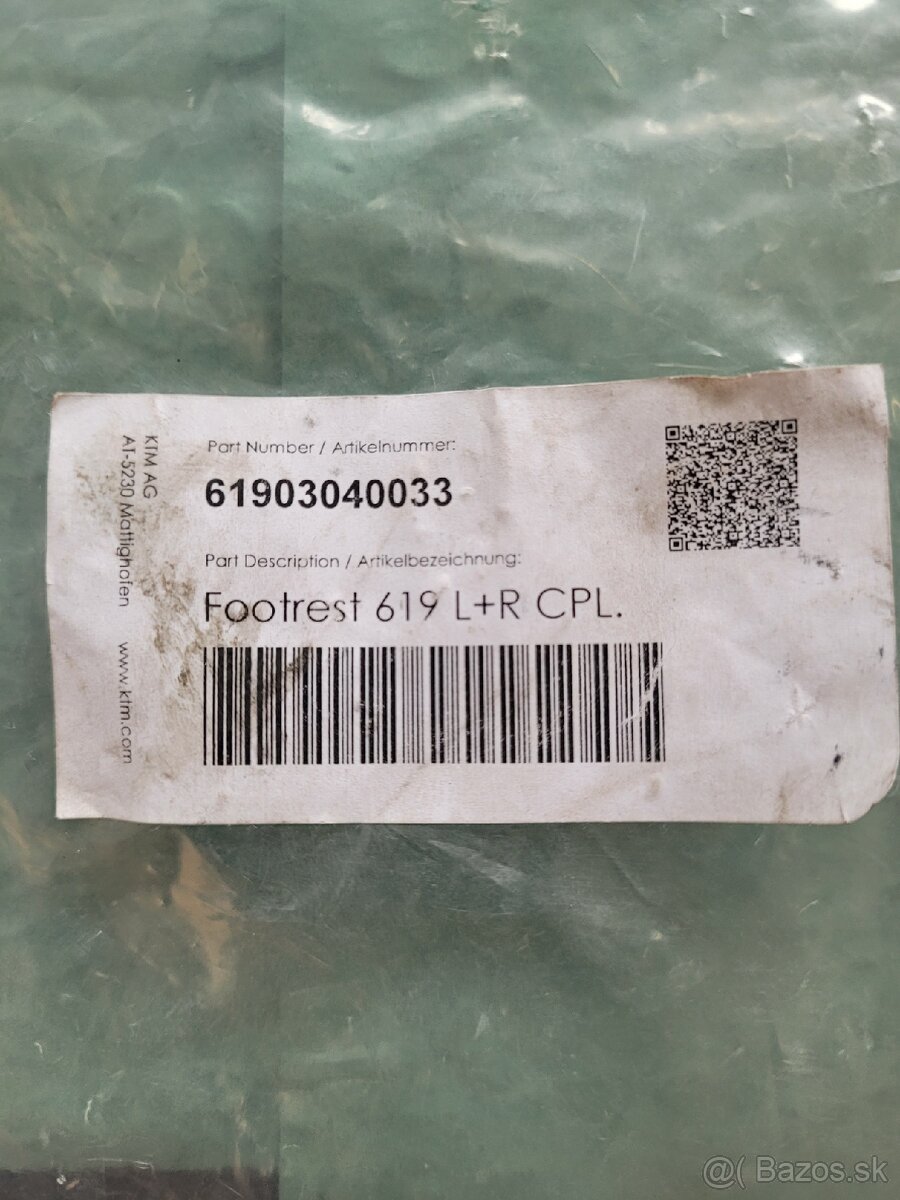 KTM AG
AT-5230 Mattighofen www.ktm.com
Part Number / Artikelnummer:
61903040033
Part Description / Artikelbezeichnung:
Footrest 619 L+R CPL.
@( Bazos.sk